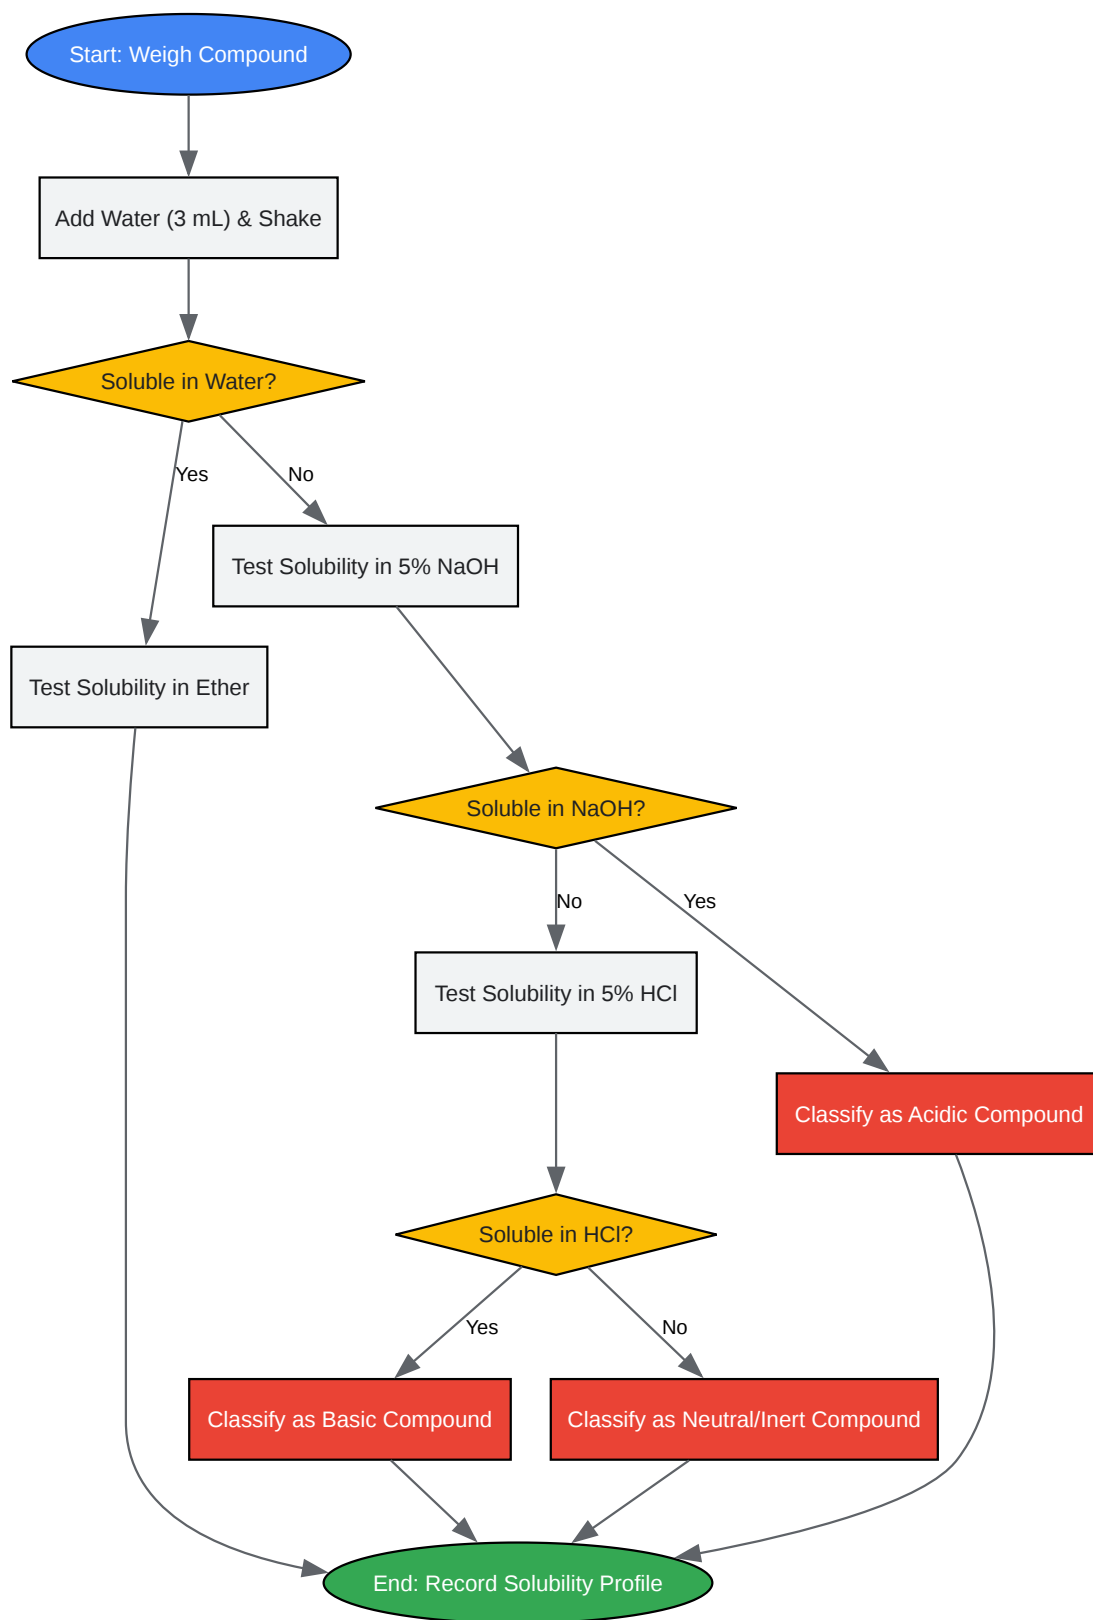 Start: Weigh Compound
Add Water (3 mL) & Shake
Soluble in Water?
Yes
No
Test Solubility in 5% NaOH
Test Solubility in Ether
Soluble in NaOH?
No
Yes
Test Solubility in 5% HCl
Classify as Acidic Compound
Soluble in HCl?
Yes
No
Classify as Basic Compound
Classify as Neutral/Inert Compound
End: Record Solubility Profile